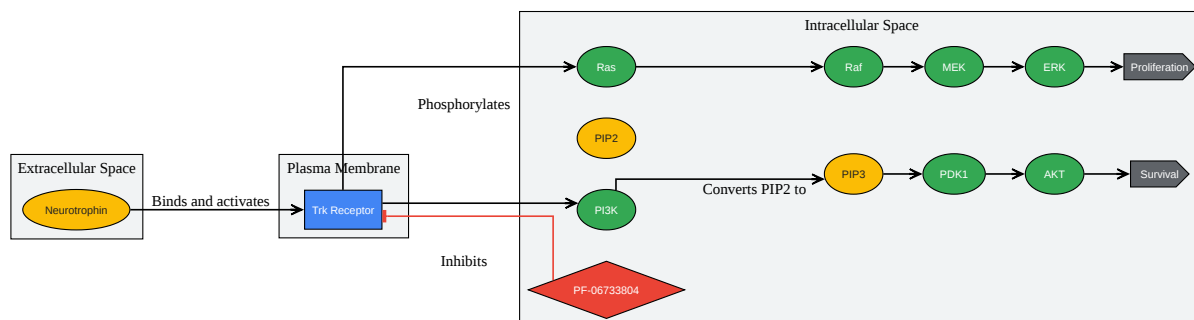 Intracellular Space
Ras
Raf
MEK
ERK
Proliferation
Phosphorylates
PIP2
Extracellular Space
Plasma Membrane
PIP3
PDK1
AKT
Survival
Converts PIP2 to
Neurotrophin
Binds and activates
Trk Receptor
PI3K
Inhibits
PF-06733804